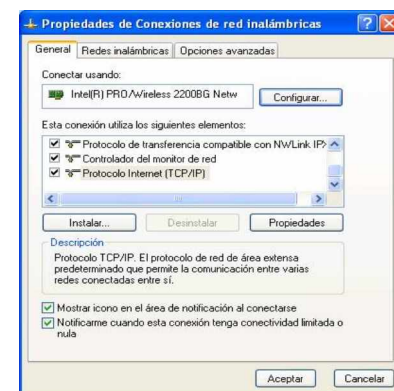 Propiedades de Conexiones de red inalámbricas
General Redes inalámbricas Opciones avanzadas
Conectar usando:
Intel(R) PRO/Wireless 2200BG Netw Configurar...
Esta conexión utiliza los siguientes elementos:
Protocolo de transferencia compatible con NWLink IP
Controlador del monitor de red
Protocolo Internet (TCP/IP)
Instalar... Desinstalar Propiedades
Descripción
Protocolo TCP/IP. El protocolo de red de área extensa
predeterminado que permite la comunicación entre varias
redes conectadas entre sí.
Mostrar icono en el área de notificación al conectarse
Notificarme cuando esta conexión tenga conectividad limitada o
nula
Aceptar Cancelar